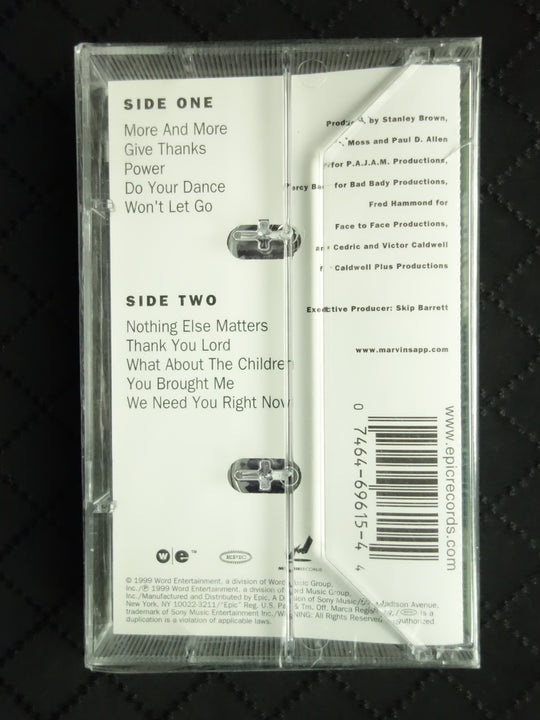 SIDE ONE
More And More
Give Thanks
Power
Do Your Dance
Won't Let Go
by Stanley Brown,
Moss and Paul D. Allen
for P.A.J.A.M. Productions,
for Bad Bady Productions,
Fred Hammond for
Face to Face Productions,
Cedric and Victor Caldwell
Caldwell Plus Productions
Executive Producer: Skip Barrett
www.marvinsapp.com
SIDE TWO
Nothing Else Matters
Thank You Lord
What About The Children
You Brought Me
We Need You Right Now
www.epicrecords.com
0 7464-69615-4 4
w e ™
EPIC
© 1999 Word Entertainment, a division of Word Music Group,
Inc./℗ 1999 Word Entertainment, a division of Word Music Group,
Inc./Manufactured and Distributed by Epic, A Division of Sony Music/ Madison Avenue,
New York, NY 10022-3211/"Epic" Reg. U.S. Pat. & Tm. Off. Marca is a
trademark of Sony Music Entertainment Inc./WARNING: All Rights Reserved.
duplication is a violation of applicable laws.